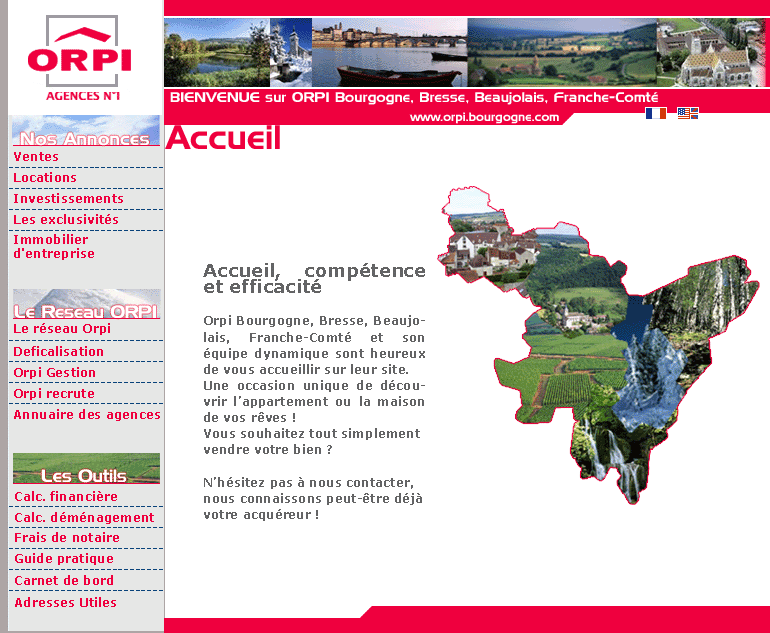 ORPI
AGENCES N°1
BIENVENUE sur ORPI Bourgogne, Bresse, Beaujolais, Franche-Comté
www.orpi.bourgogne.com
Accueil
Nos Annonces
Ventes
Locations
Investissements
Les exclusivités
Immobilier
d'entreprise
Le Reseau ORPI
Le réseau Orpi
Deficalisation
Orpi Gestion
Orpi recrute
Annuaire des agences
Les Outils
Calc. financière
Calc. déménagement
Frais de notaire
Guide pratique
Carnet de bord
Adresses Utiles
Accueil, compétence
et efficacité
Orpi Bourgogne, Bresse, Beaujo-
lais, Franche-Comté et son
équipe dynamique sont heureux
de vous accueillir sur leur site.
Une occasion unique de décou-
vrir l'appartement ou la maison
de vos rêves !
Vous souhaitez tout simplement
vendre votre bien ?
N'hésitez pas à nous contacter,
nous connaissons peut-être déjà
votre acquéreur !